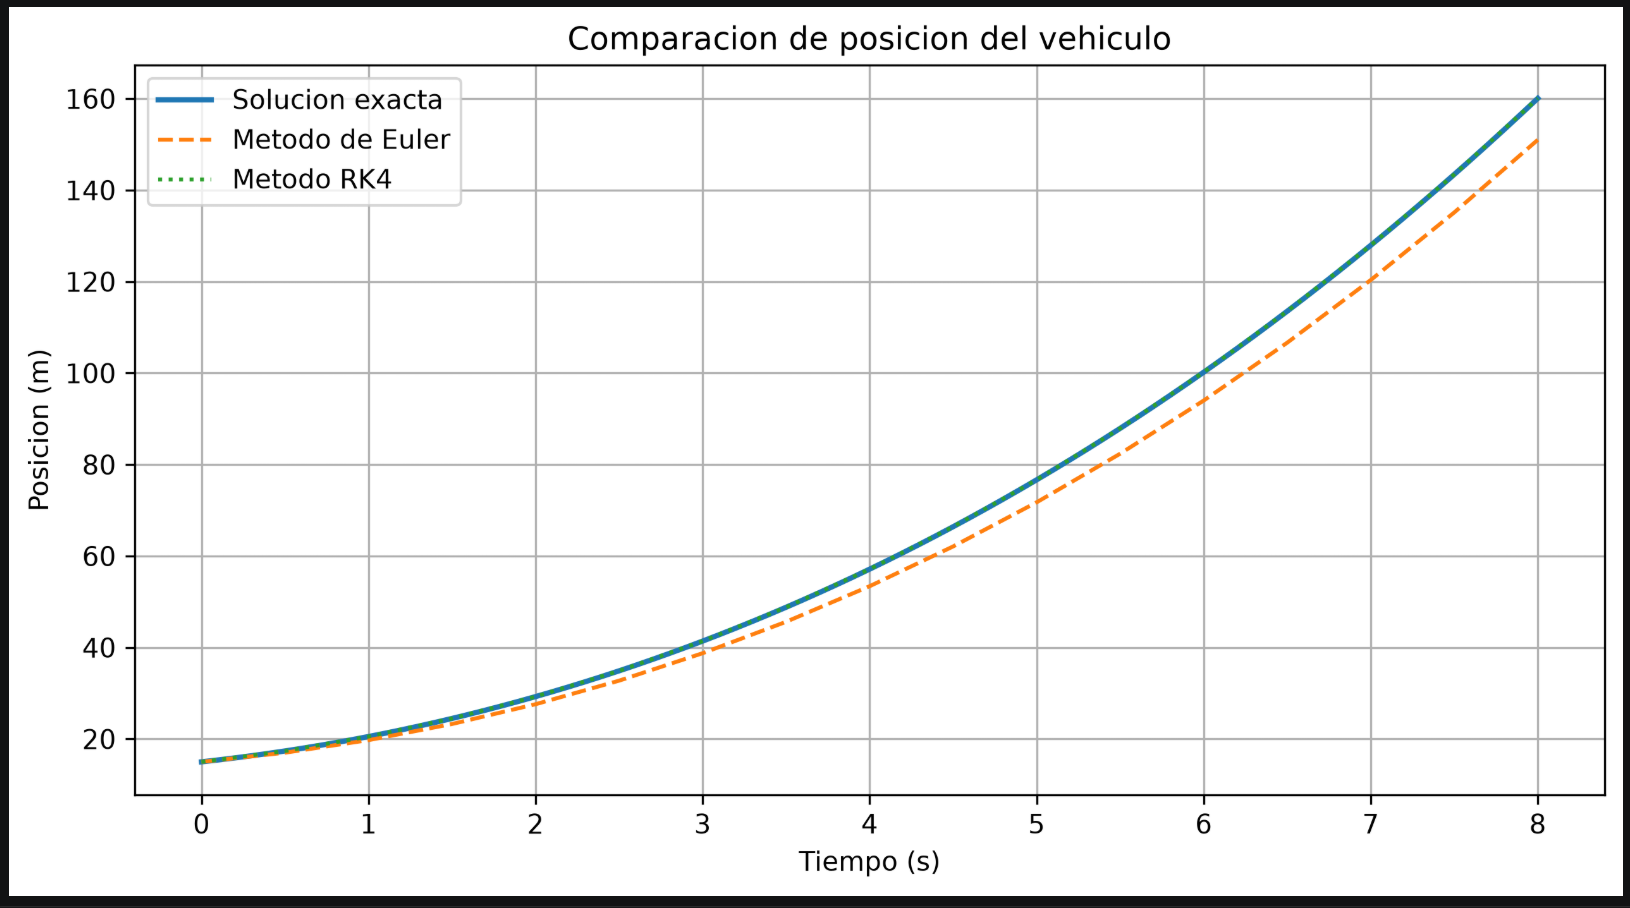 Comparacion de posicion del vehiculo
Solucion exacta
Metodo de Euler
Metodo RK4
Posicion (m)
160
140
120
100
80
60
40
20
0 1 2 3 4 5 6 7 8
Tiempo (s)